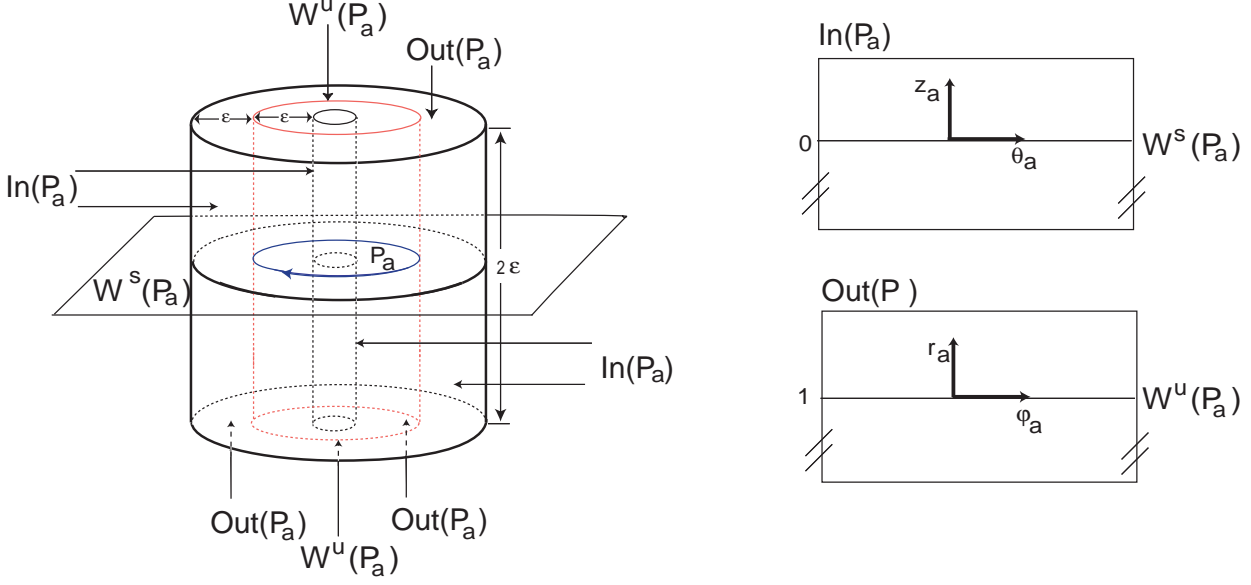 W^u(P_a)
Out(P_a)
ε
ε
In(P_a)
P_a
2 ε
W^s(P_a)
In(P_a)
Out(P_a)
Out(P_a)
W^u(P_a)
In(P_a)
z_a
0
θ_a
W^s(P_a)
Out(P )
r_a
1
φ_a
W^u(P_a)